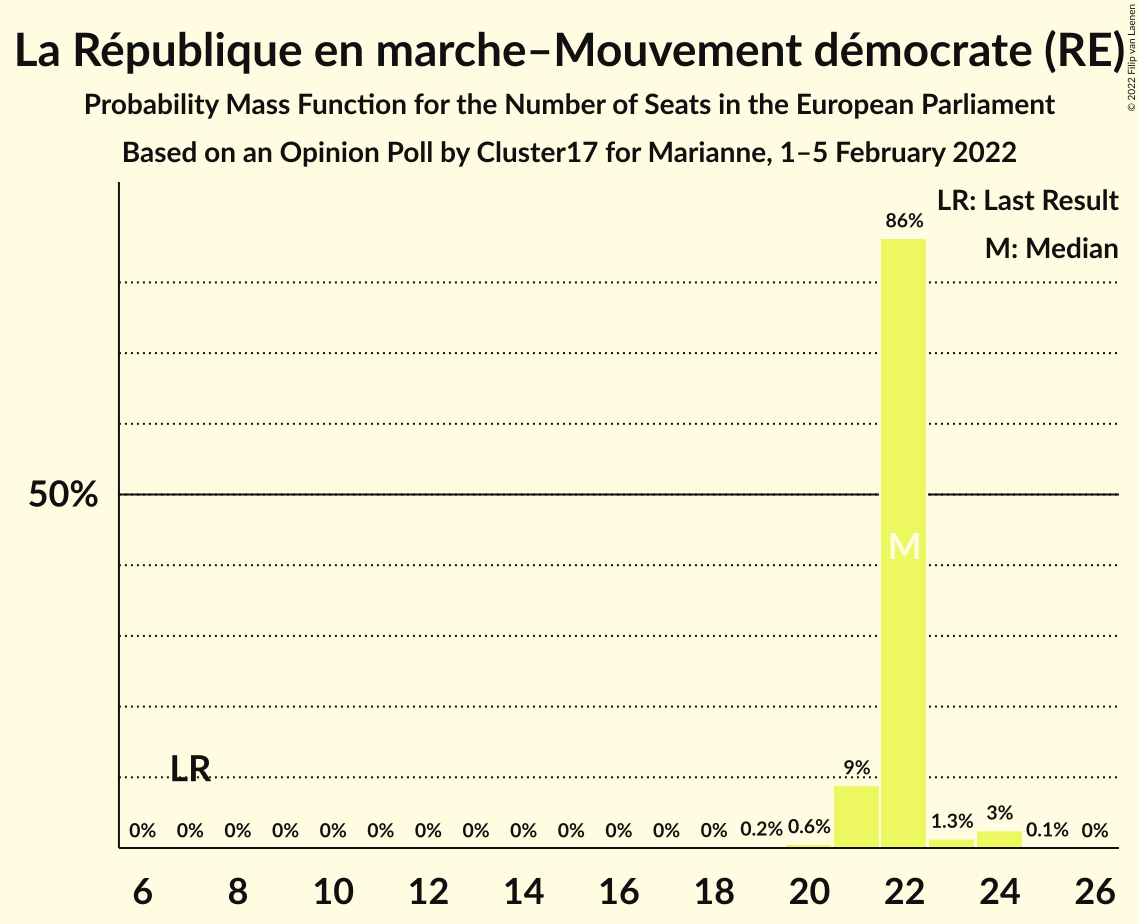 La République en marche–Mouvement démocrate (RE)
© 2022 Filip van Laenen
Probability Mass Function for the Number of Seats in the European Parliament
Based on an Opinion Poll by Cluster17 for Marianne, 1–5 February 2022
LR: Last Result
M: Median
86%
50%
M
LR
9%
0% 0% 0% 0% 0% 0% 0% 0% 0% 0% 0% 0% 0% 0.2% 0.6% 1.3% 3% 0.1% 0%
6 8 10 12 14 16 18 20 22 24 26